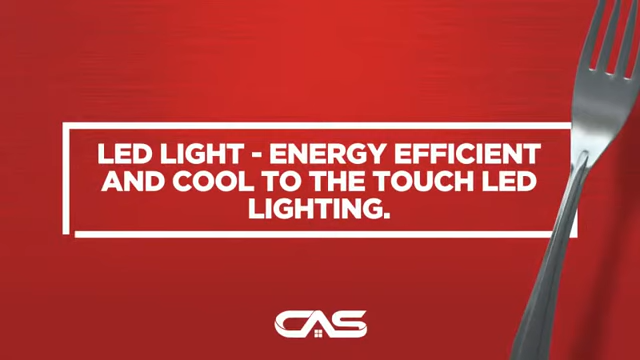 LED LIGHT - ENERGY EFFICIENT
AND COOL TO THE TOUCH LED
LIGHTING.
CAS